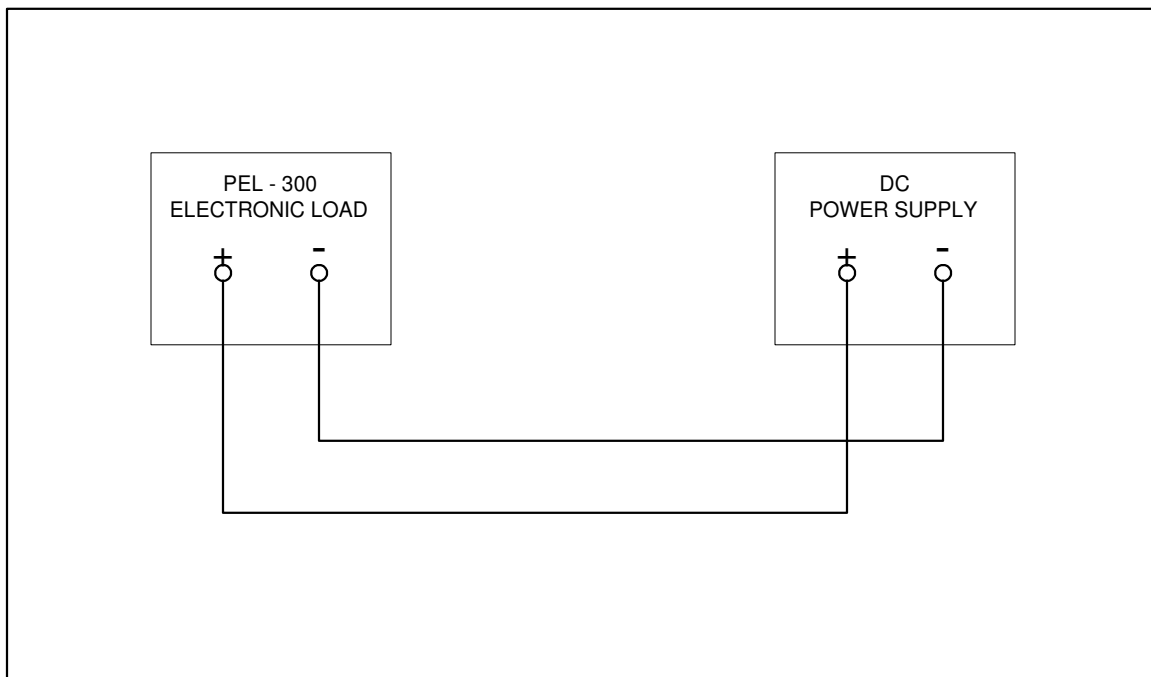 PEL - 300
ELECTRONIC LOAD
+ -
DC
POWER SUPPLY
+ -